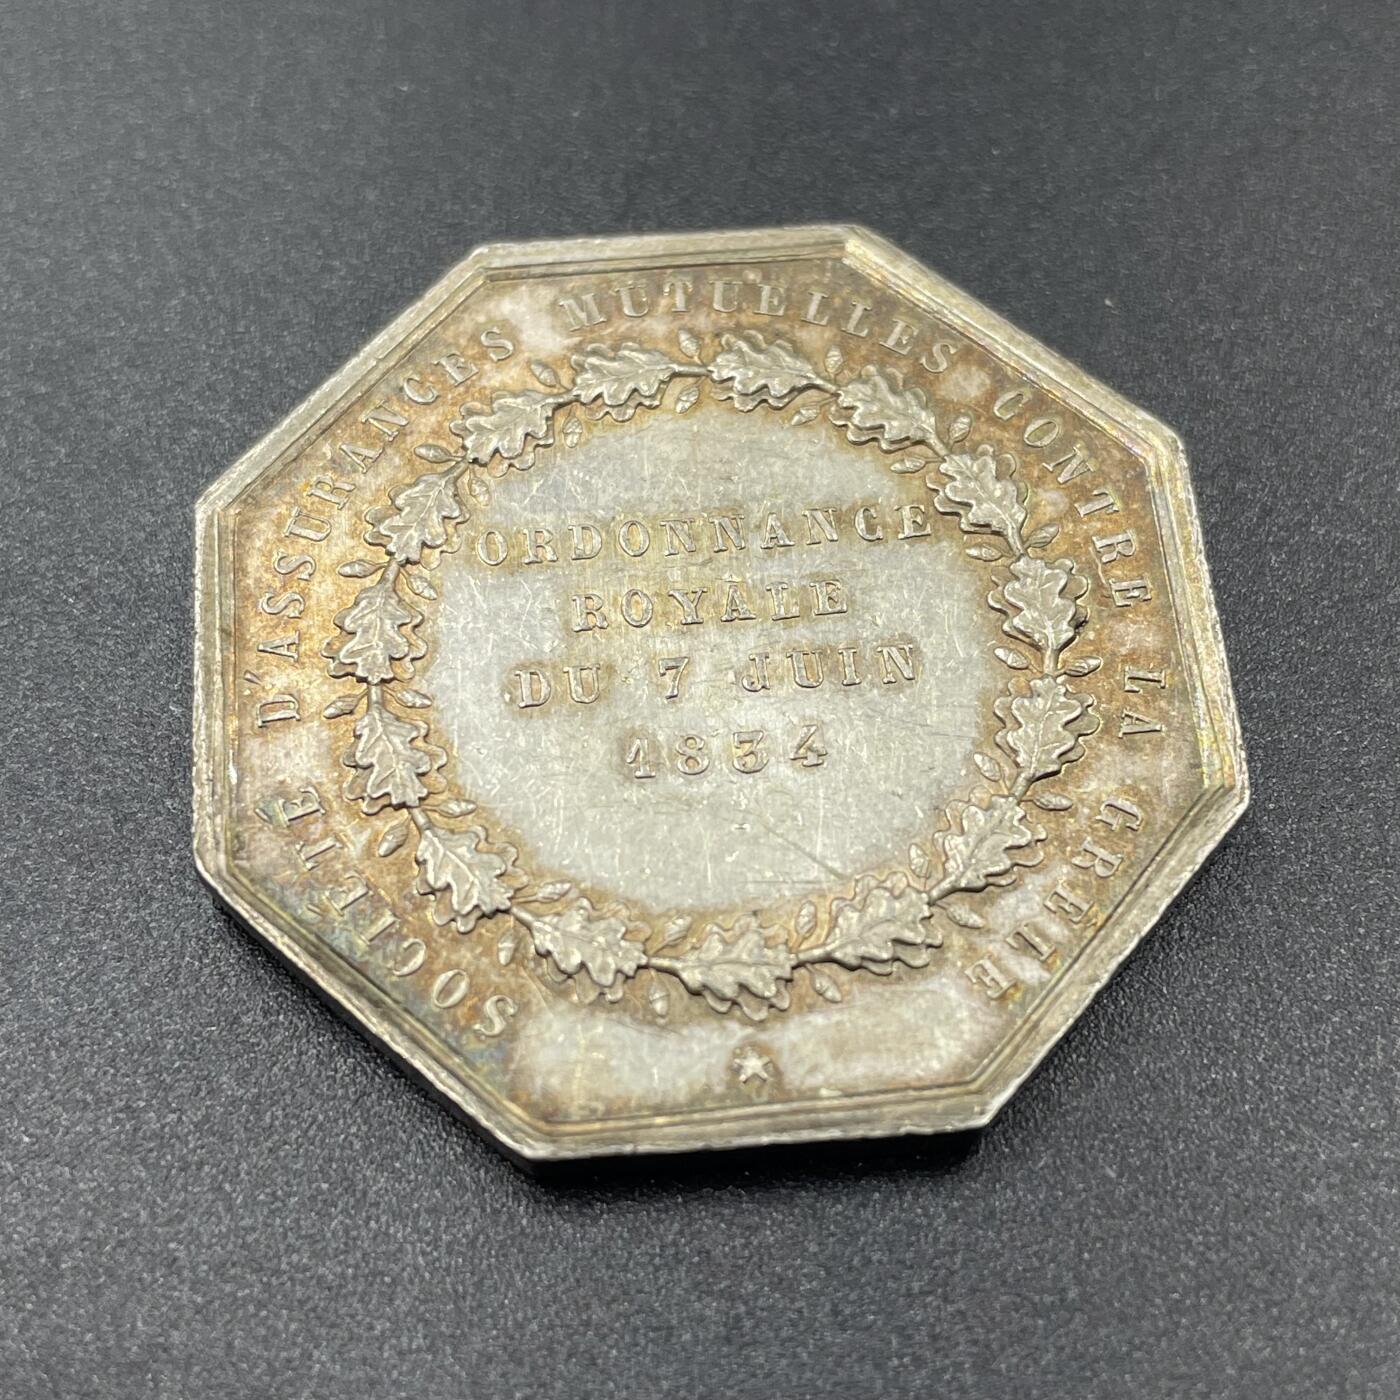 SOCIÉTÉ D'ASSURANCES MUTUELLES CONTRE LA GRÊLE
ORDONNANCE
ROYALE
DU 7 JUIN
1834